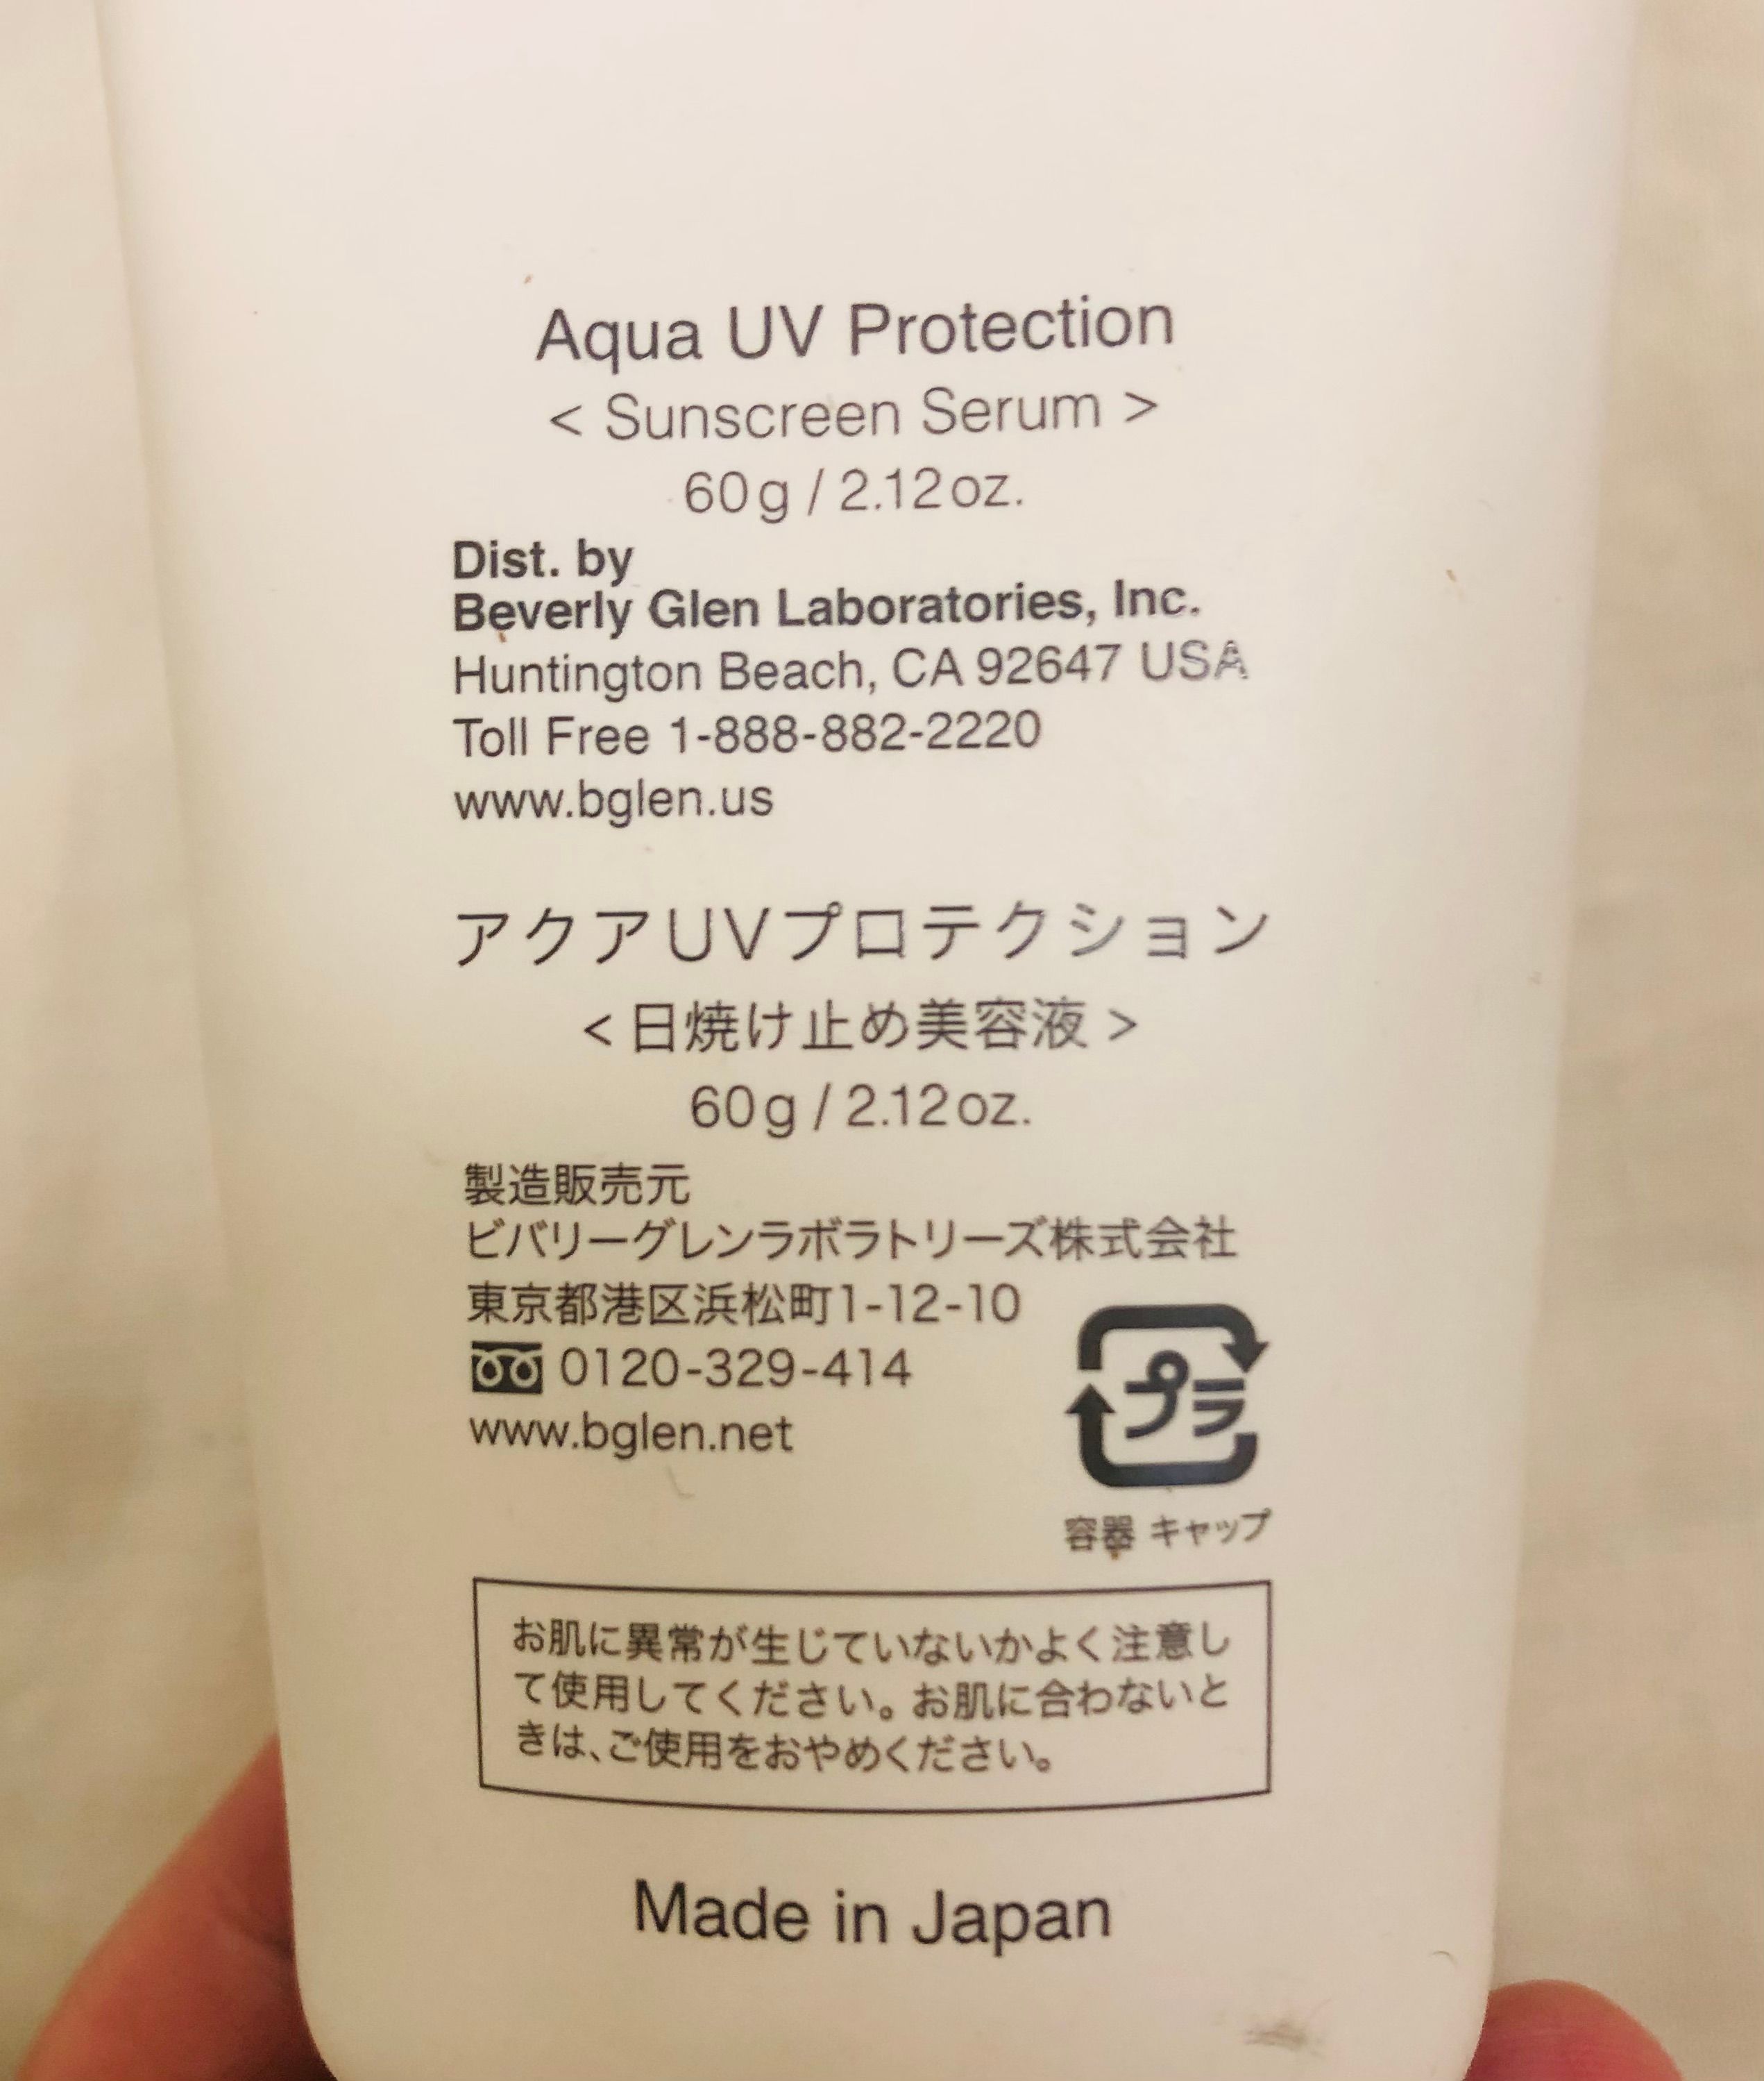 Aqua UV Protection
< Sunscreen Serum >
60g / 2.12oz.
Dist. by
Beverly Glen Laboratories, Inc.
Huntington Beach, CA 92647 USA
Toll Free 1-888-882-2220
www.bglen.us
アクアUVプロテクション
<日焼け止め美容液>
60g / 2.12oz.
製造販売元
ビバリーグレンラボラトリーズ株式会社
東京都港区浜松町1-12-10
0120-329-414
www.bglen.net
プラ
容器 キャップ
お肌に異常が生じていないかよく注意し
て使用してください。お肌に合わないと
きは、ご使用をおやめください。
Made in Japan